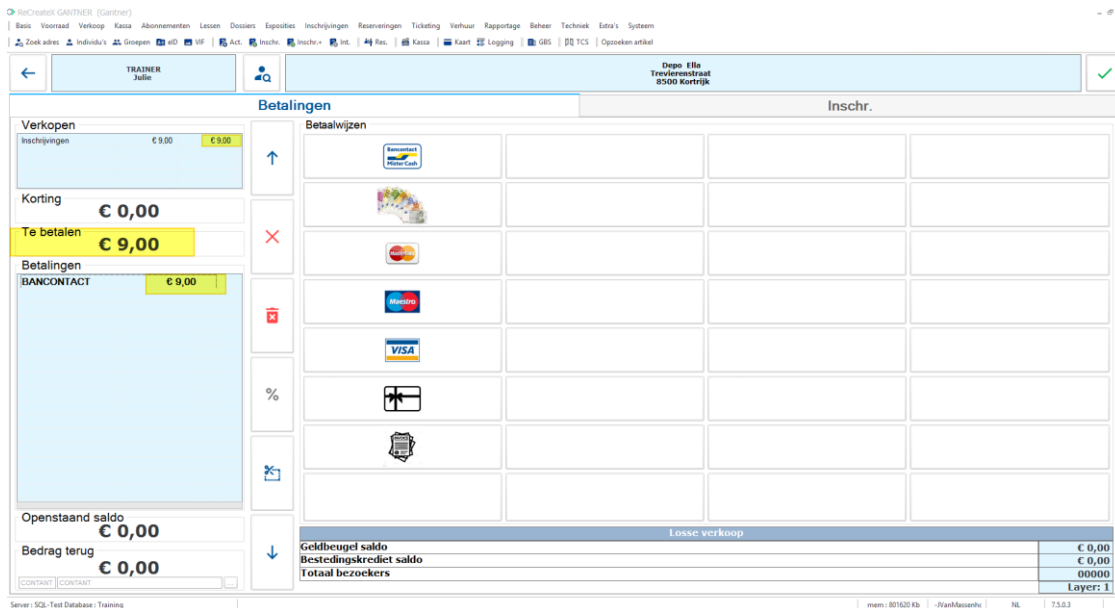 ReCreateX GANTNER (Gantner)
Basis Voorraad Verkoop Kassa Abonnementen Lessen Dossiers Exposities Inschrijvingen Reserveringen Ticketing Verhuur Rapportage Beheer Techniek Extra's Systeem
Zoek adres Individu's Groepen eID VIF Act. Inschr. Inschr.+ Int. Res. Kassa Kaart Logging GBS TCS Opzoeken artikel
TRAINER
Julie
Depo Ella
Trevierenstraat
8500 Kortrijk
Betalingen Inschr.
Verkopen
Inschrijvingen € 9,00 € 9,00
Korting
€ 0,00
Te betalen
€ 9,00
Betalingen
BANCONTACT € 9,00
Openstaand saldo
€ 0,00
Bedrag terug
€ 0,00
CONTANT CONTANT ...
%
Betaalwijzen
Bancontact
Mister Cash
MasterCard
Maestro
VISA
INVOICE
Losse verkoop
Geldbeugel saldo € 0,00
Bestedingskrediet saldo € 0,00
Totaal bezoekers 00000
Layer: 1
Server : SQL-Test Database : Training mem : 801620 Kb NL 7.5.0.3